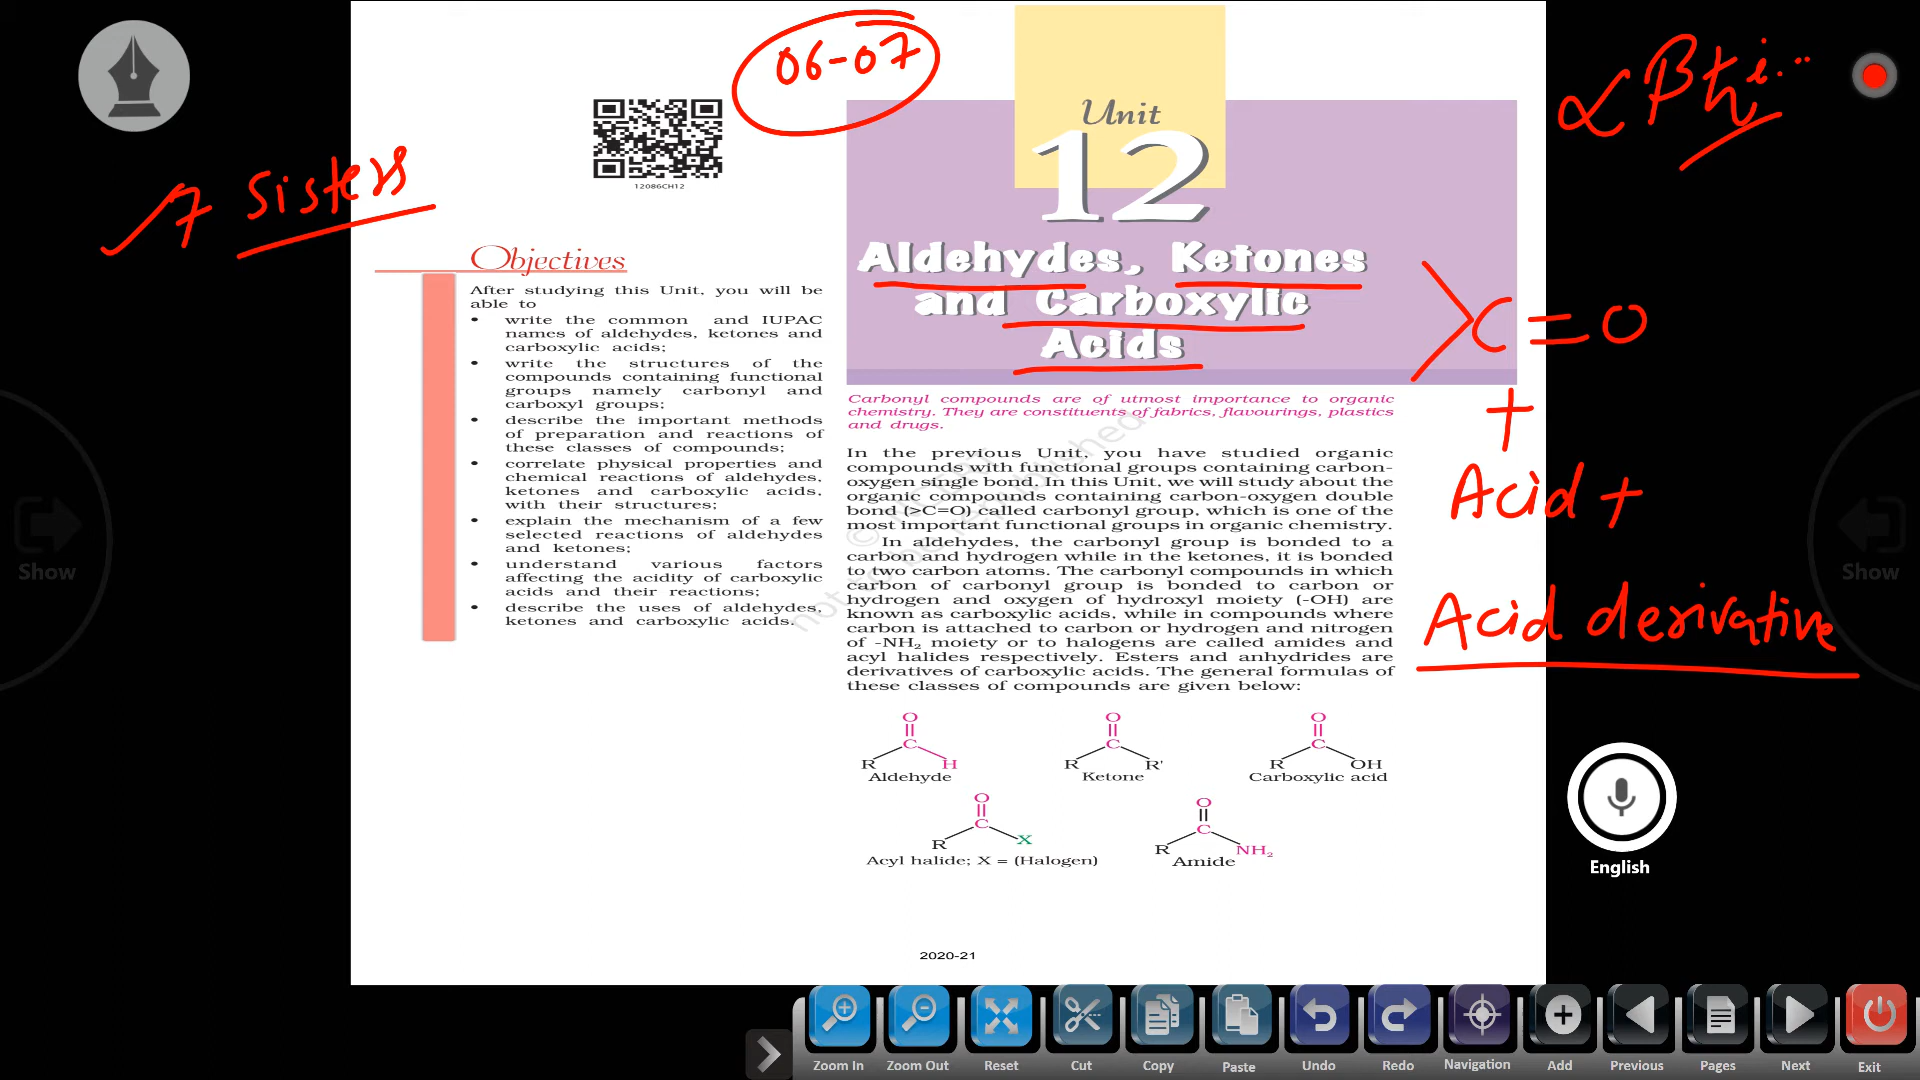 06-07
α β th i...
7 Sisters
12086CH12
Unit
12
Aldehydes, Ketones
and Carboxylic
Acids
C=O
+
Acid +
Acid derivative
Objectives
After studying this Unit, you will be
able to
• write the common and IUPAC
names of aldehydes, ketones and
carboxylic acids;
• write the structures of the
compounds containing functional
groups namely carbonyl and
carboxyl groups;
• describe the important methods
of preparation and reactions of
these classes of compounds;
• correlate physical properties and
chemical reactions of aldehydes,
ketones and carboxylic acids,
with their structures;
• explain the mechanism of a few
selected reactions of aldehydes
and ketones;
• understand various factors
affecting the acidity of carboxylic
acids and their reactions;
• describe the uses of aldehydes,
ketones and carboxylic acids.
Carbonyl compounds are of utmost importance to organic
chemistry. They are constituents of fabrics, flavourings, plastics
and drugs.
In the previous Unit, you have studied organic
compounds with functional groups containing carbon-
oxygen single bond. In this Unit, we will study about the
organic compounds containing carbon-oxygen double
bond (>C=O) called carbonyl group, which is one of the
most important functional groups in organic chemistry.
In aldehydes, the carbonyl group is bonded to a
carbon and hydrogen while in the ketones, it is bonded
to two carbon atoms. The carbonyl compounds in which
carbon of carbonyl group is bonded to carbon or
hydrogen and oxygen of hydroxyl moiety (-OH) are
known as carboxylic acids, while in compounds where
carbon is attached to carbon or hydrogen and nitrogen
of -NH₂ moiety or to halogens are called amides and
acyl halides respectively. Esters and anhydrides are
derivatives of carboxylic acids. The general formulas of
these classes of compounds are given below:
O O O
C C C
R H R R' R OH
Aldehyde Ketone Carboxylic acid
O O
C C
R X R NH₂
Acyl halide; X = (Halogen) Amide
2020-21
Show
Show
English
Zoom In Zoom Out Reset Cut Copy Paste Undo Redo Navigation Add Previous Pages Next Exit